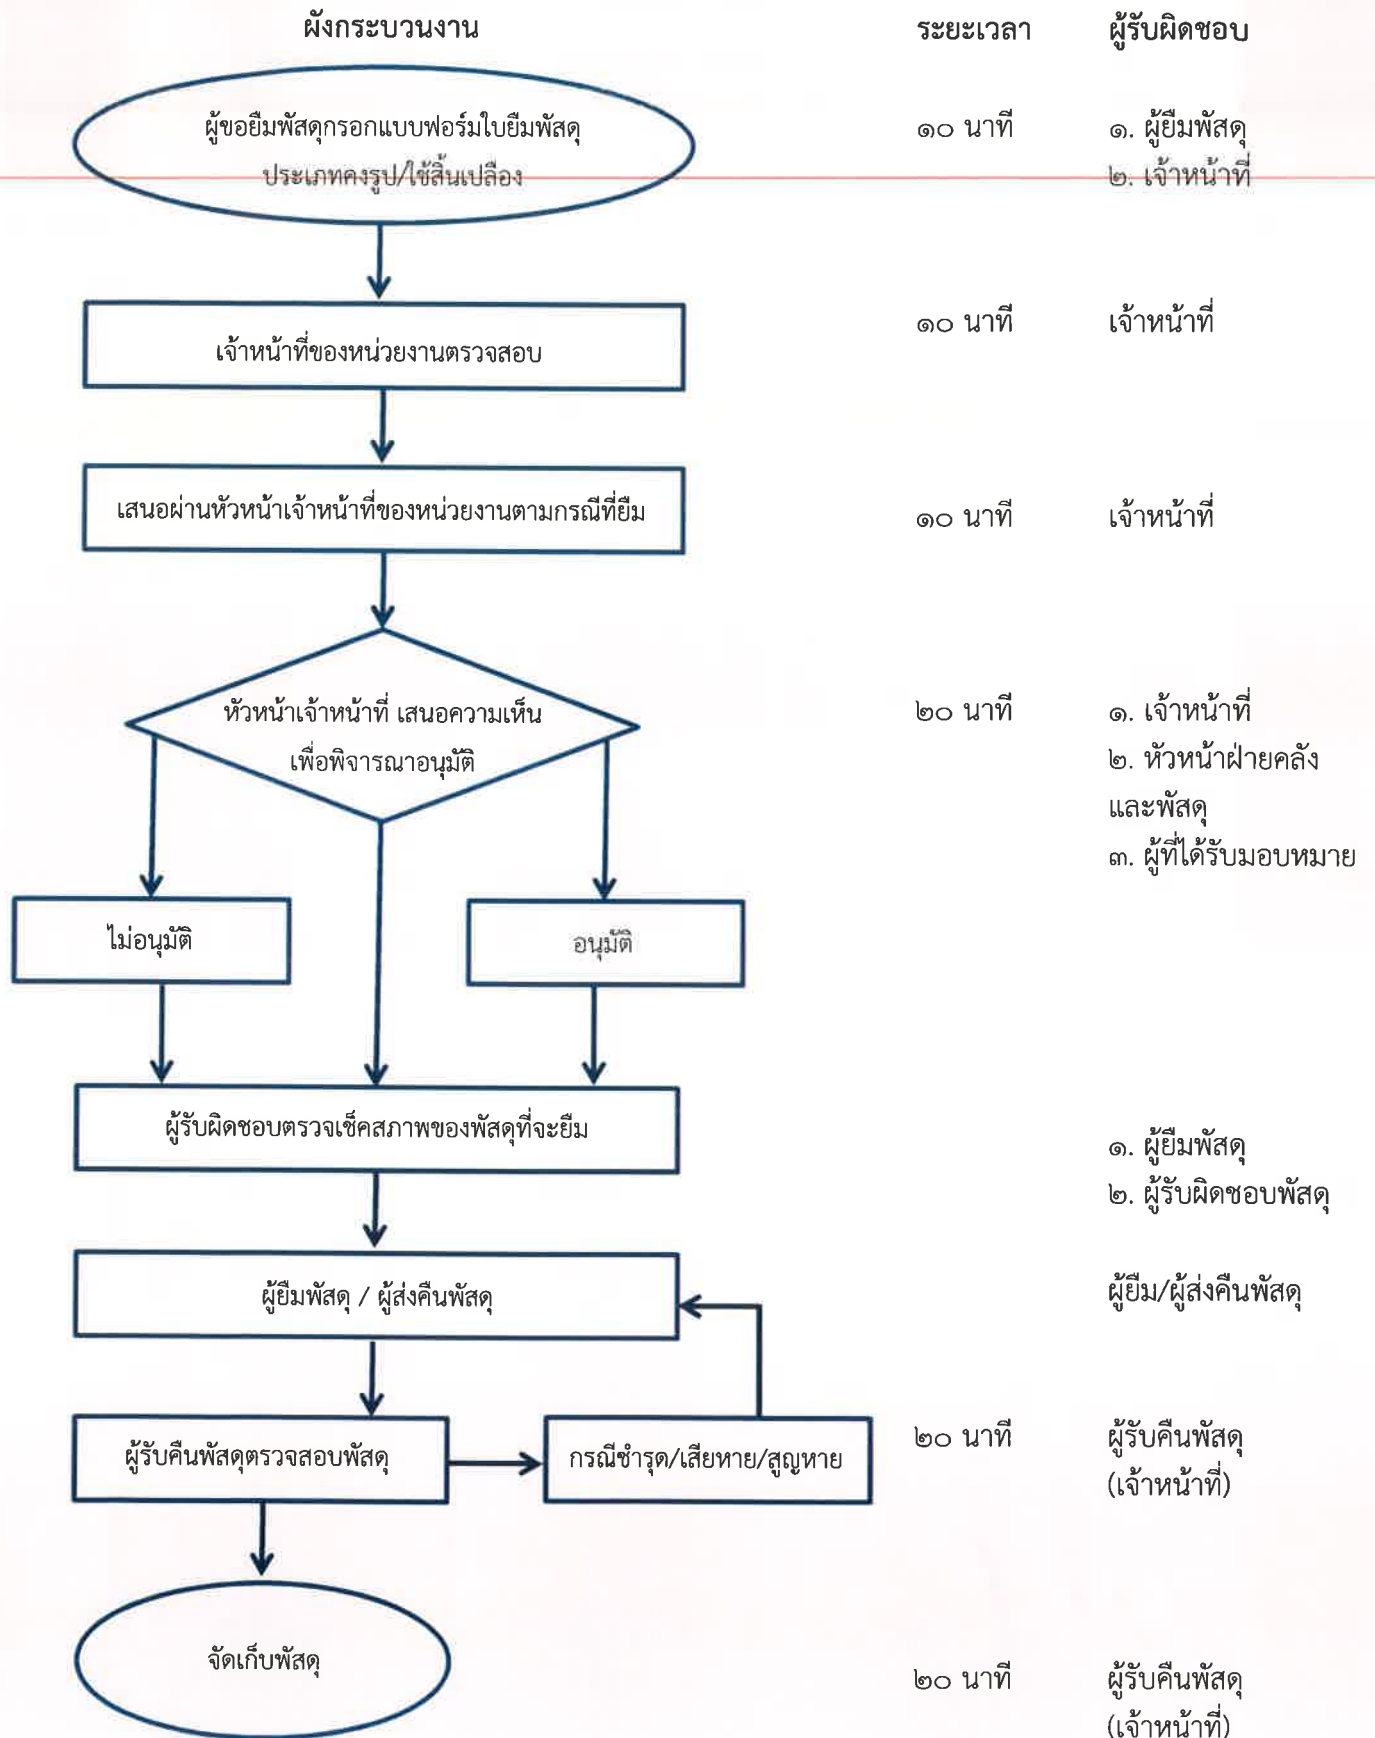 ผังกระบวนงาน ระยะเวลา ผู้รับผิดชอบ
ผู้ขอยืมพัสดุกรอกแบบฟอร์มใบยืมพัสดุ
ประเภทคงรูป/ใช้สิ้นเปลือง
๑๐ นาที
๑. ผู้ยืมพัสดุ
๒. เจ้าหน้าที่
เจ้าหน้าที่ของหน่วยงานตรวจสอบ
๑๐ นาที
เจ้าหน้าที่
เสนอผ่านหัวหน้าเจ้าหน้าที่ของหน่วยงานตามกรณีที่ยืม
๑๐ นาที
เจ้าหน้าที่
หัวหน้าเจ้าหน้าที่ เสนอความเห็น
เพื่อพิจารณาอนุมัติ
๒๐ นาที
๑. เจ้าหน้าที่
๒. หัวหน้าฝ่ายคลัง
และพัสดุ
๓. ผู้ที่ได้รับมอบหมาย
ไม่อนุมัติ
อนุมัติ
ผู้รับผิดชอบตรวจเช็คสภาพของพัสดุที่จะยืม
๑. ผู้ยืมพัสดุ
๒. ผู้รับผิดชอบพัสดุ
ผู้ยืมพัสดุ / ผู้ส่งคืนพัสดุ
ผู้ยืม/ผู้ส่งคืนพัสดุ
ผู้รับคืนพัสดุตรวจสอบพัสดุ
กรณีชำรุด/เสียหาย/สูญหาย
๒๐ นาที
ผู้รับคืนพัสดุ
(เจ้าหน้าที่)
จัดเก็บพัสดุ
๒๐ นาที
ผู้รับคืนพัสดุ
(เจ้าหน้าที่)